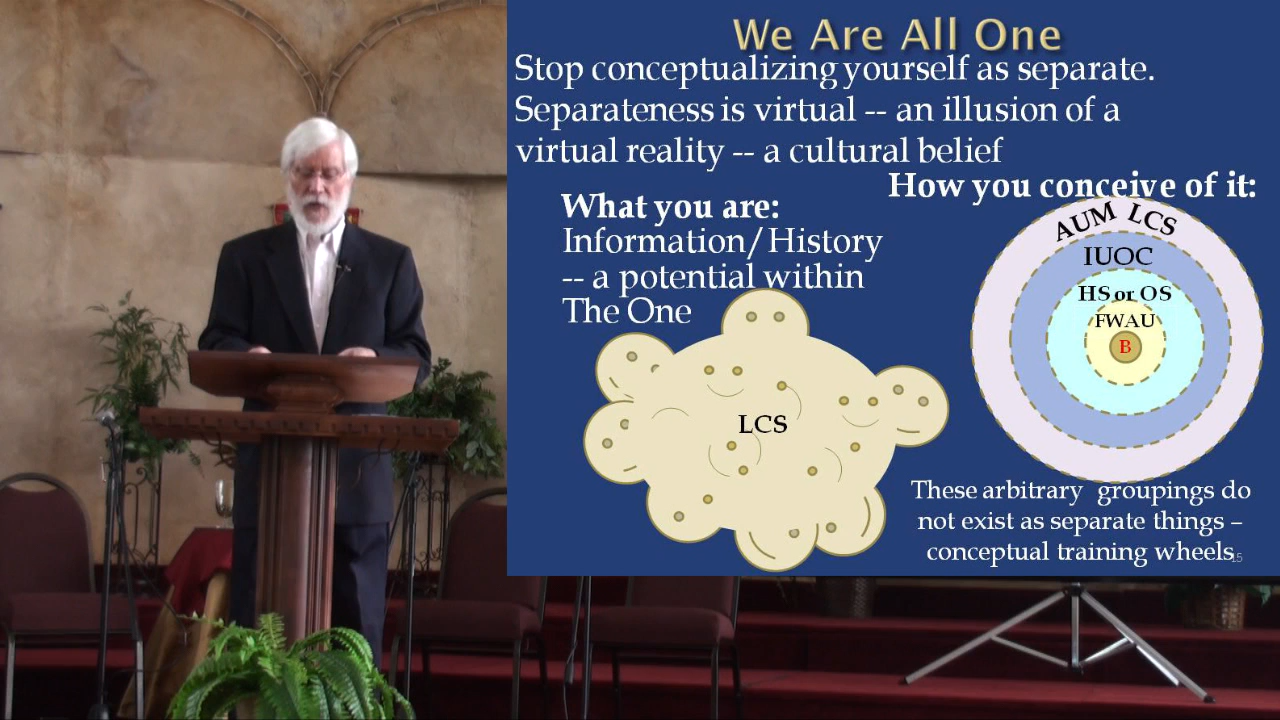 We Are All One
Stop conceptualizing yourself as separate.
Separateness is virtual -- an illusion of a
virtual reality -- a cultural belief
How you conceive of it:
What you are:
Information/History
-- a potential within
The One
LCS
AUM LCS
IUOC
HS or OS
FWAU
B
These arbitrary groupings do
not exist as separate things –
conceptual training wheels
15